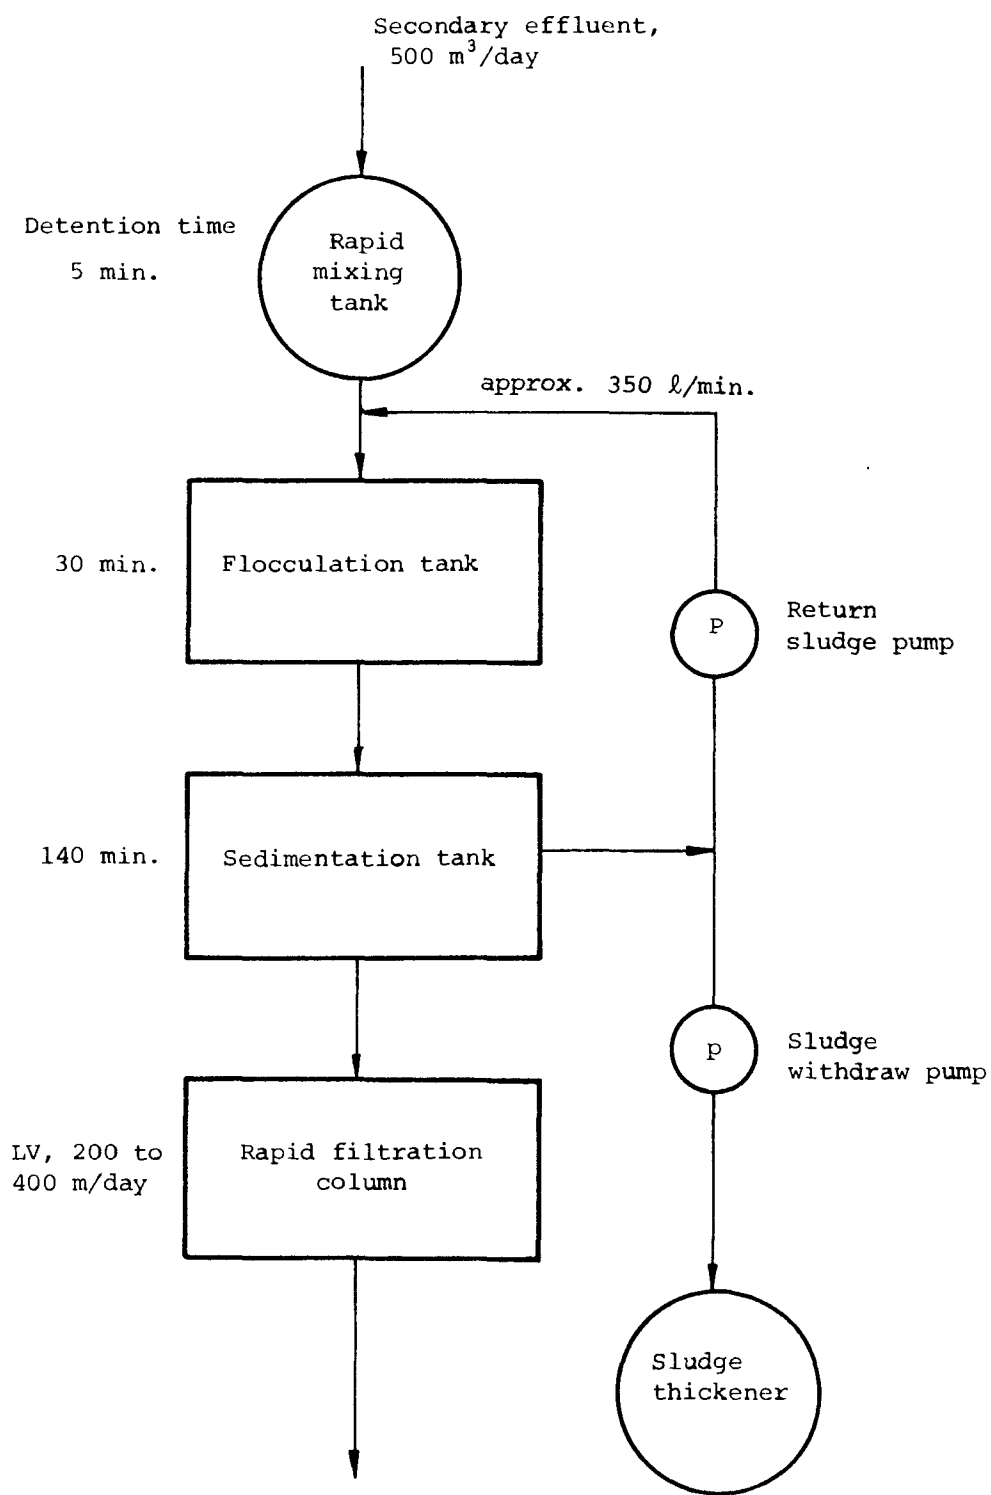 Secondary effluent,
500 m³/day
Detention time
5 min.
Rapid
mixing
tank
approx. 350 ℓ/min.
30 min.
Flocculation tank
P
Return
sludge pump
140 min.
Sedimentation tank
p
Sludge
withdraw pump
LV, 200 to
400 m/day
Rapid filtration
column
Sludge
thickener